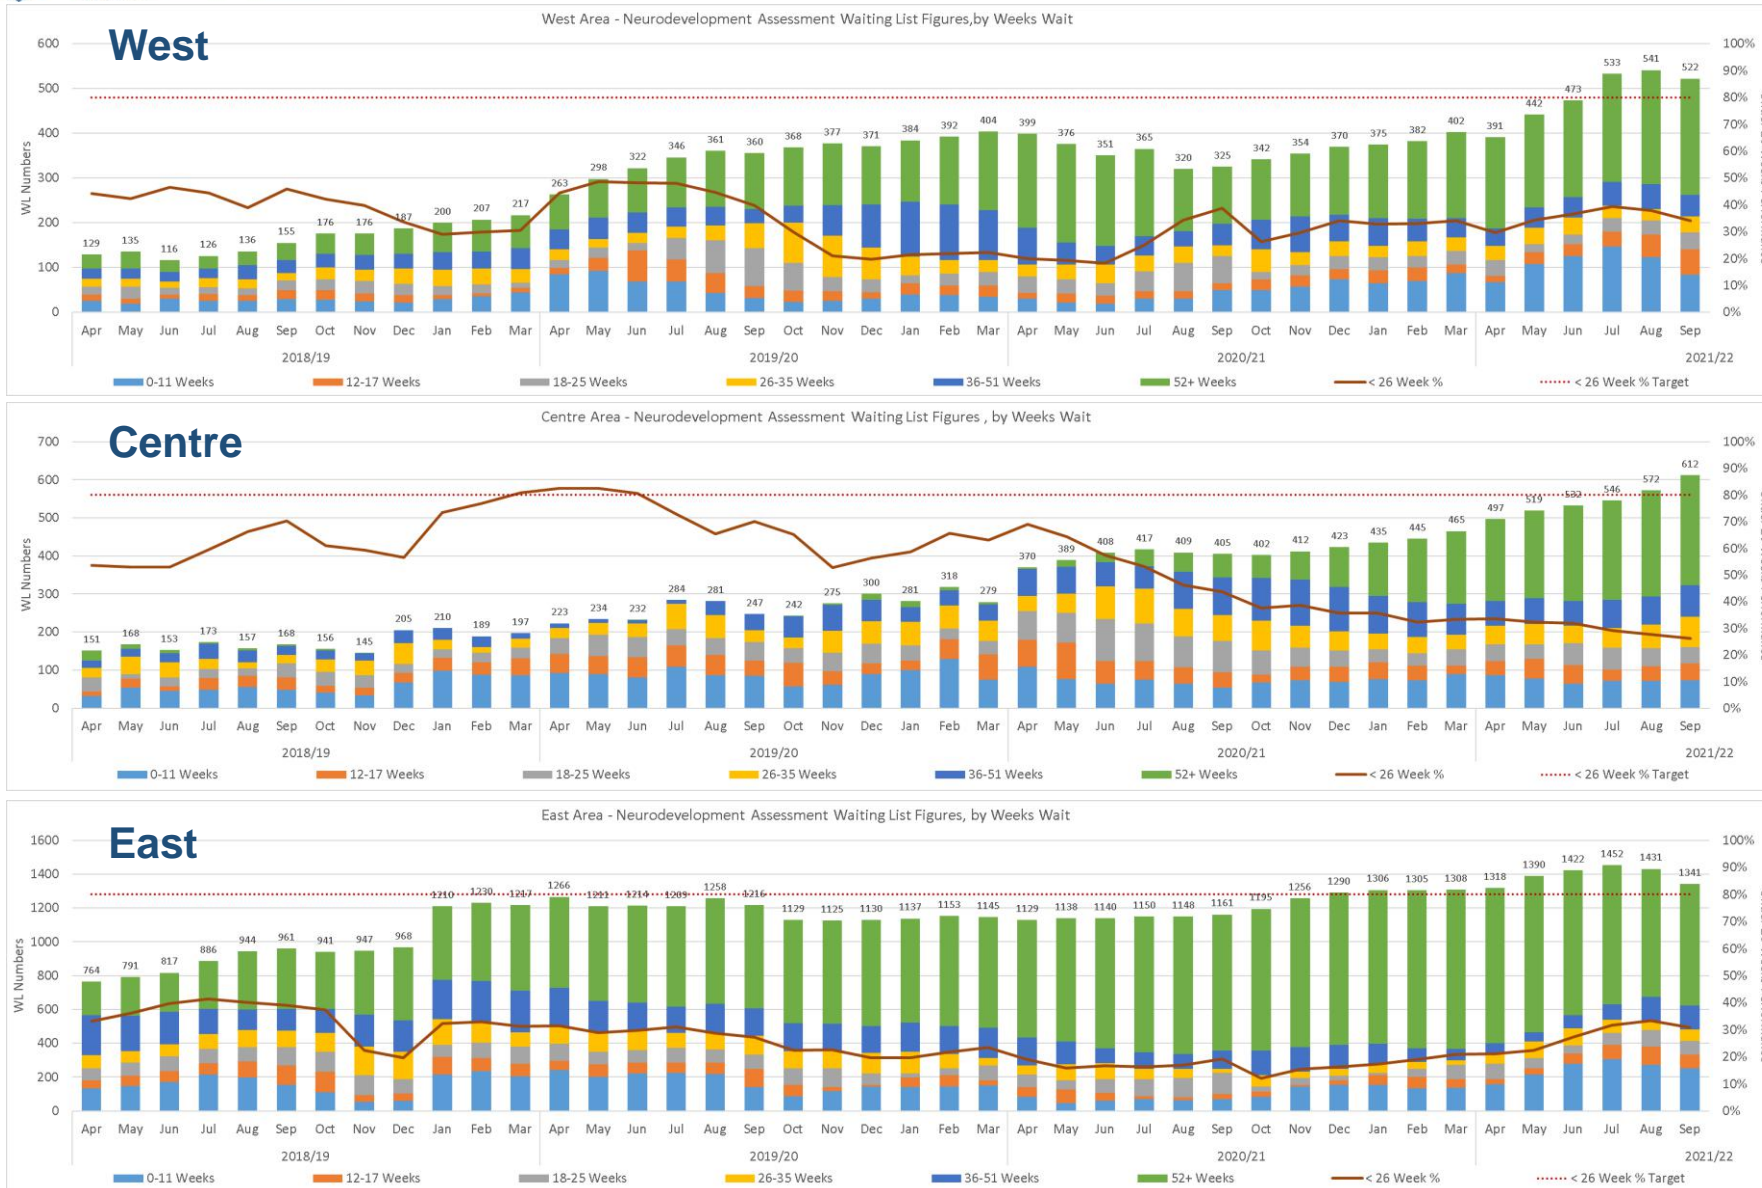 West Area - Neurodevelopment Assessment Waiting List Figures,by Weeks Wait
West
WL Numbers
600
500
400
300
200
100
0
100%
90%
80%
70%
60%
50%
40%
30%
20%
10%
0%
129 135 116 126 136 155 176 176 187 200 207 217 263 298 322 346 361 360 368 377 371 384 392 404 399 376 351 365 320 325 342 354 370 375 382 402 391 442 473 533 541 522
Apr May Jun Jul Aug Sep Oct Nov Dec Jan Feb Mar Apr May Jun Jul Aug Sep Oct Nov Dec Jan Feb Mar Apr May Jun Jul Aug Sep Oct Nov Dec Jan Feb Mar Apr May Jun Jul Aug Sep
2018/19 2019/20 2020/21 2021/22
0-11 Weeks 12-17 Weeks 18-25 Weeks 26-35 Weeks 36-51 Weeks 52+ Weeks < 26 Week % < 26 Week % Target
Centre Area - Neurodevelopment Assessment Waiting List Figures , by Weeks Wait
Centre
WL Numbers
700
600
500
400
300
200
100
0
100%
90%
80%
70%
60%
50%
40%
30%
20%
10%
0%
151 168 153 173 157 168 156 145 205 210 189 197 223 234 232 284 281 247 242 275 300 281 318 279 370 389 408 417 409 405 402 412 423 435 445 465 497 519 532 546 572 612
Apr May Jun Jul Aug Sep Oct Nov Dec Jan Feb Mar Apr May Jun Jul Aug Sep Oct Nov Dec Jan Feb Mar Apr May Jun Jul Aug Sep Oct Nov Dec Jan Feb Mar Apr May Jun Jul Aug Sep
2018/19 2019/20 2020/21 2021/22
0-11 Weeks 12-17 Weeks 18-25 Weeks 26-35 Weeks 36-51 Weeks 52+ Weeks < 26 Week % < 26 Week % Target
East Area - Neurodevelopment Assessment Waiting List Figures, by Weeks Wait
East
WL Numbers
1600
1400
1200
1000
800
600
400
200
0
100%
90%
80%
70%
60%
50%
40%
30%
20%
10%
0%
764 791 817 886 944 961 941 947 968 1210 1230 1217 1266 1211 1214 1209 1258 1216 1129 1125 1130 1137 1153 1145 1129 1138 1140 1150 1148 1161 1195 1256 1290 1306 1305 1308 1318 1390 1422 1452 1431 1341
Apr May Jun Jul Aug Sep Oct Nov Dec Jan Feb Mar Apr May Jun Jul Aug Sep Oct Nov Dec Jan Feb Mar Apr May Jun Jul Aug Sep Oct Nov Dec Jan Feb Mar Apr May Jun Jul Aug Sep
2018/19 2019/20 2020/21 2021/22
0-11 Weeks 12-17 Weeks 18-25 Weeks 26-35 Weeks 36-51 Weeks 52+ Weeks < 26 Week % < 26 Week % Target